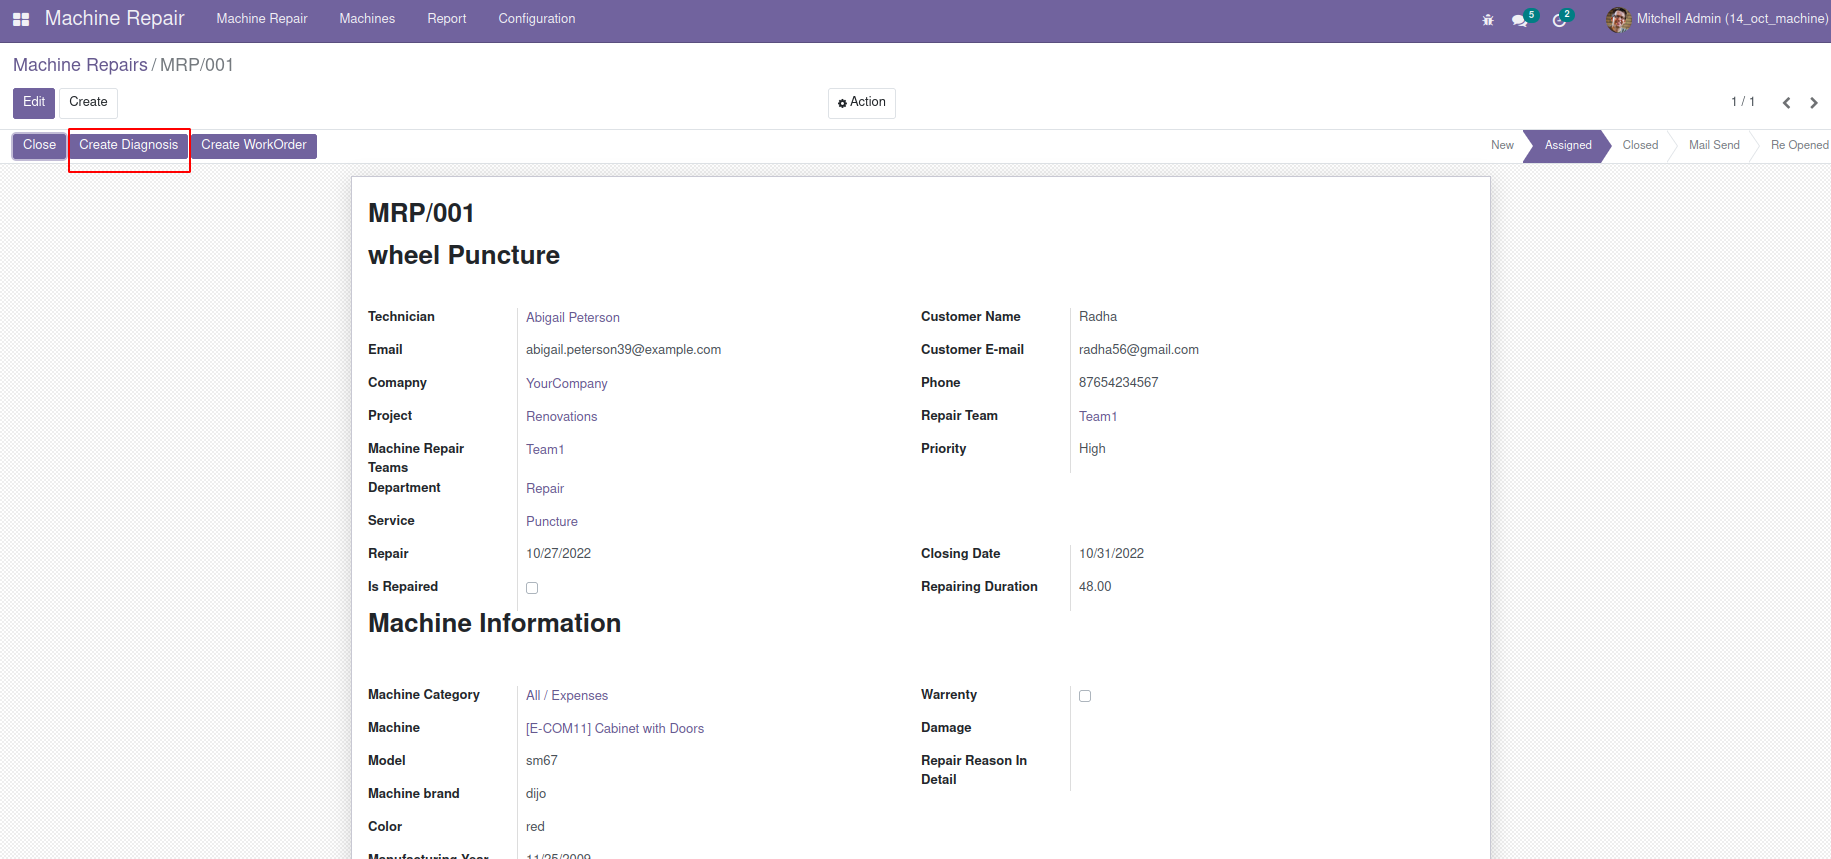 Machine Repair Machine Repair Machines Report Configuration 5 2 Mitchell Admin (14_oct_machine)
Machine Repairs / MRP/001
Edit Create Action 1 / 1
Close Create Diagnosis Create WorkOrder New Assigned Closed Mail Send Re Opened
MRP/001
wheel Puncture
Technician Abigail Peterson Customer Name Radha
Email abigail.peterson39@example.com Customer E-mail radha56@gmail.com
Comapny YourCompany Phone 87654234567
Project Renovations Repair Team Team1
Machine Repair Team1 Priority High
Teams
Department Repair
Service Puncture
Repair 10/27/2022 Closing Date 10/31/2022
Is Repaired Repairing Duration 48.00
Machine Information
Machine Category All / Expenses Warrenty
Machine [E-COM11] Cabinet with Doors Damage
Model sm67 Repair Reason In
Detail
Machine brand dijo
Color red
Manufacturing Year 11/25/2009